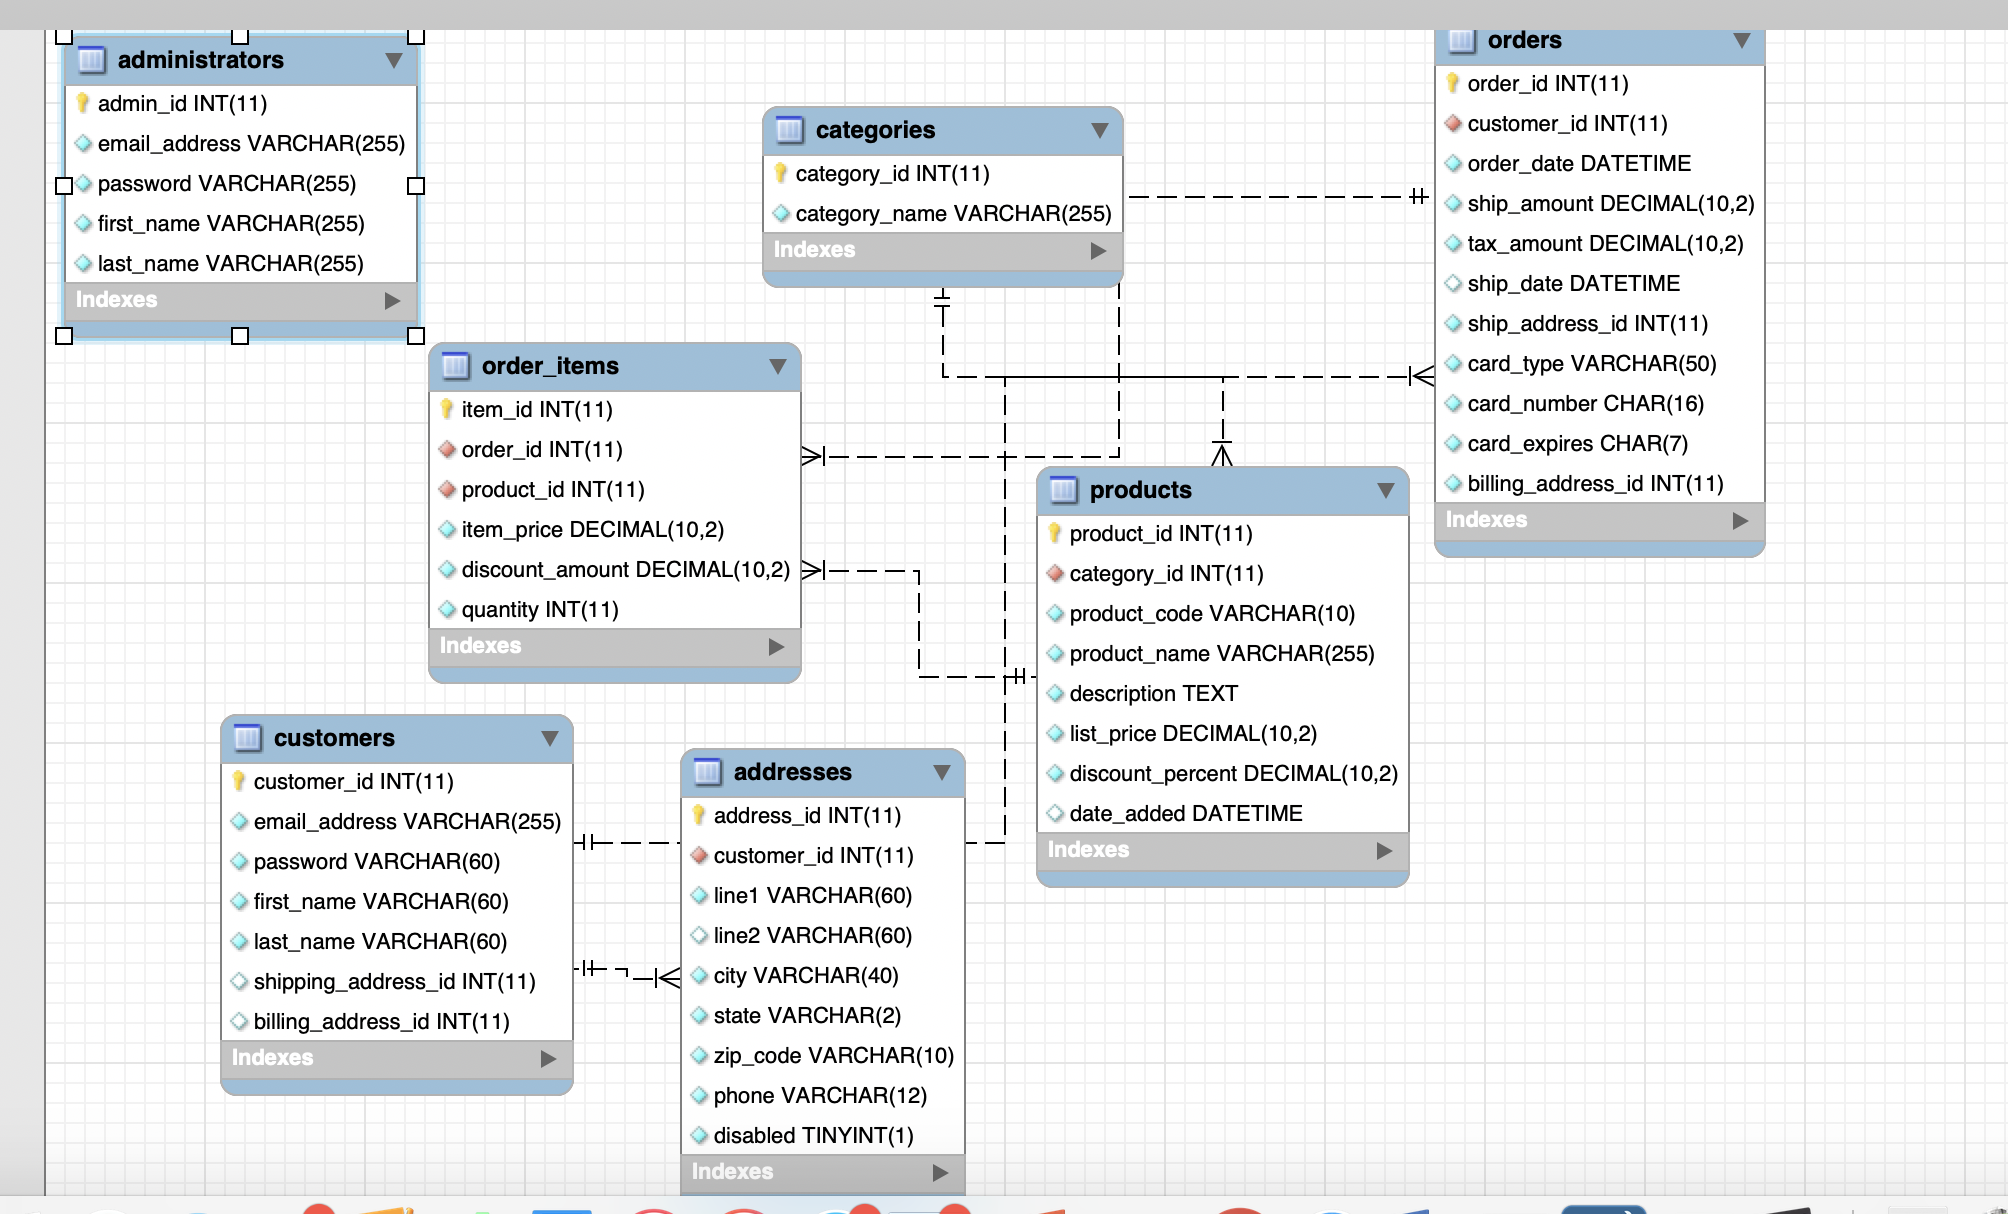 administrators
admin_id INT(11)
email_address VARCHAR(255)
password VARCHAR(255)
first_name VARCHAR(255)
last_name VARCHAR(255)
Indexes
categories
category_id INT(11)
category_name VARCHAR(255)
Indexes
orders
order_id INT(11)
customer_id INT(11)
order_date DATETIME
ship_amount DECIMAL(10,2)
tax_amount DECIMAL(10,2)
ship_date DATETIME
ship_address_id INT(11)
card_type VARCHAR(50)
card_number CHAR(16)
card_expires CHAR(7)
billing_address_id INT(11)
Indexes
order_items
item_id INT(11)
order_id INT(11)
product_id INT(11)
item_price DECIMAL(10,2)
discount_amount DECIMAL(10,2)
quantity INT(11)
Indexes
products
product_id INT(11)
category_id INT(11)
product_code VARCHAR(10)
product_name VARCHAR(255)
description TEXT
list_price DECIMAL(10,2)
discount_percent DECIMAL(10,2)
date_added DATETIME
Indexes
customers
customer_id INT(11)
email_address VARCHAR(255)
password VARCHAR(60)
first_name VARCHAR(60)
last_name VARCHAR(60)
shipping_address_id INT(11)
billing_address_id INT(11)
Indexes
addresses
address_id INT(11)
customer_id INT(11)
line1 VARCHAR(60)
line2 VARCHAR(60)
city VARCHAR(40)
state VARCHAR(2)
zip_code VARCHAR(10)
phone VARCHAR(12)
disabled TINYINT(1)
Indexes